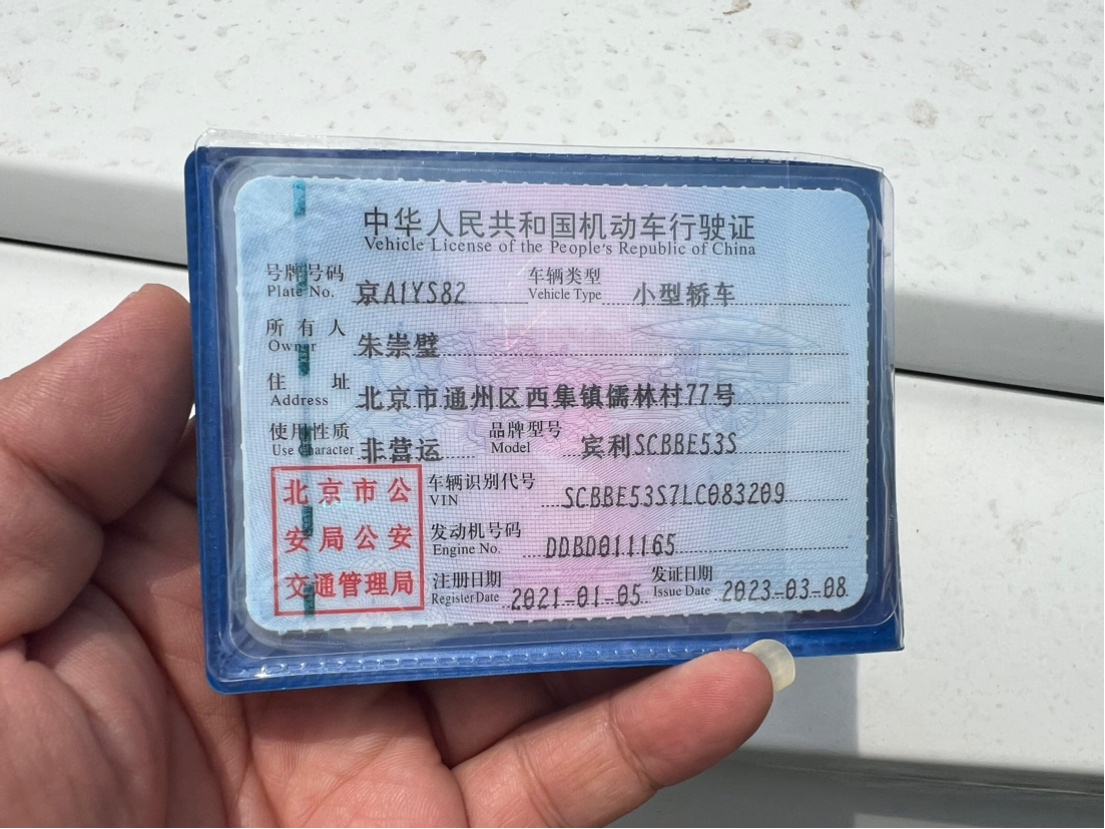 中华人民共和国机动车行驶证
Vehicle License of the People's Republic of China
号牌号码 京A1YS82 车辆类型 小型轿车
Plate No. Vehicle Type
所有人 朱崇璧
Owner
住址 北京市通州区西集镇儒林村77号
Address
使用性质 非营运 品牌型号 宾利SCBBE53S
Use Character Model
北京市公
安局公安
交通管理局
车辆识别代号 SCBBE53S7LC083209
VIN
发动机号码 DDBD011165
Engine No.
注册日期 2021-01-05 发证日期 2023-03-08
Register Date Issue Date